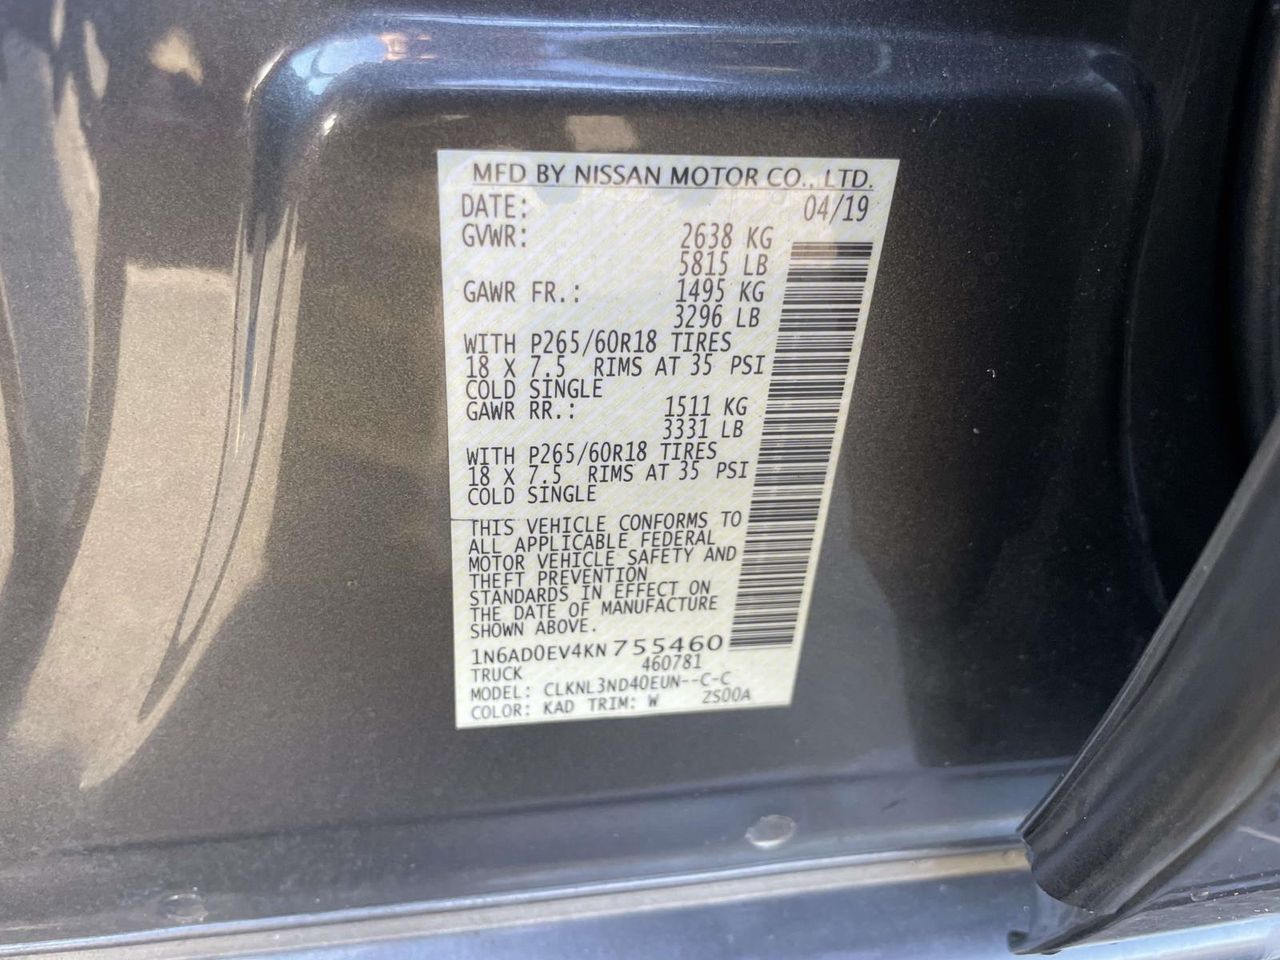 MFD BY NISSAN MOTOR CO., LTD.
DATE: 04/19
GVWR: 2638 KG
5815 LB
GAWR FR.: 1495 KG
3296 LB
WITH P265/60R18 TIRES
18 X 7.5 RIMS AT 35 PSI
COLD SINGLE
GAWR RR.: 1511 KG
3331 LB
WITH P265/60R18 TIRES
18 X 7.5 RIMS AT 35 PSI
COLD SINGLE
THIS VEHICLE CONFORMS TO
ALL APPLICABLE FEDERAL
MOTOR VEHICLE SAFETY AND
THEFT PREVENTION
STANDARDS IN EFFECT ON
THE DATE OF MANUFACTURE
SHOWN ABOVE.
1N6AD0EV4KN755460
TRUCK 460781
MODEL: CLKNL3ND40EUN--C-C
COLOR: KAD TRIM: W ZS00A